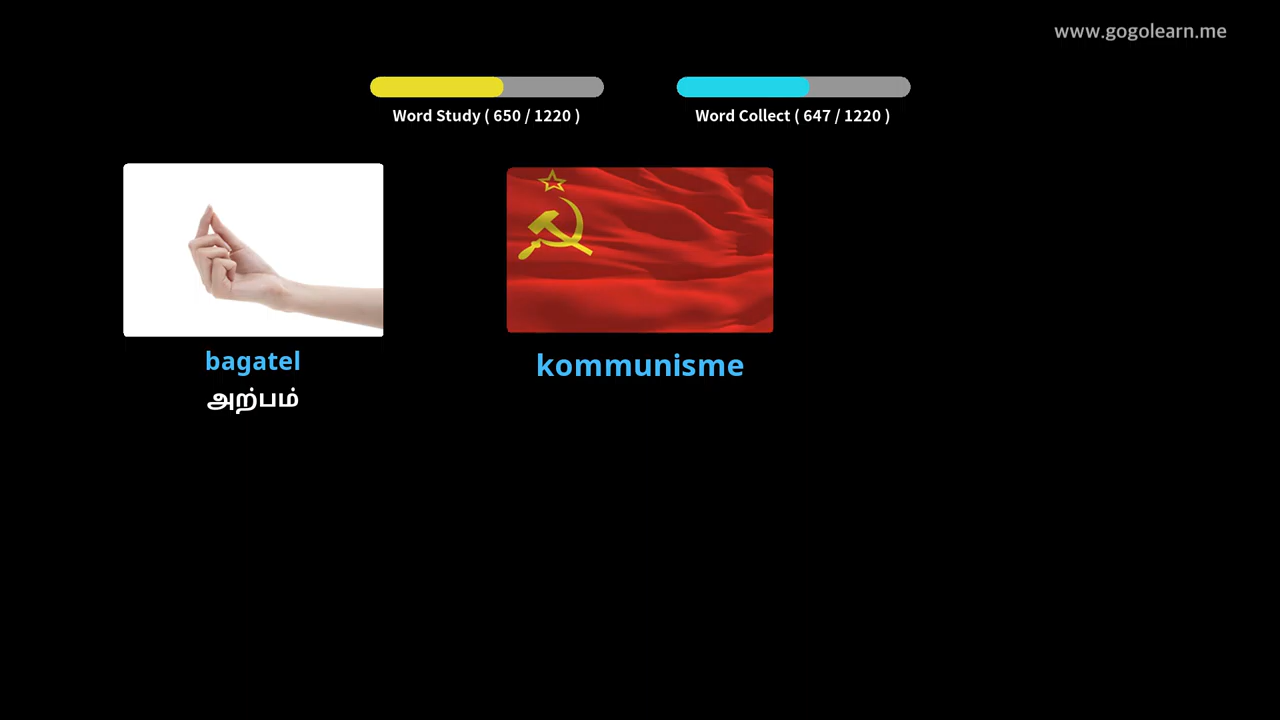 www.gogolearn.me
Word Study ( 650 / 1220 )
Word Collect ( 647 / 1220 )
bagatel
அற்பம்
kommunisme